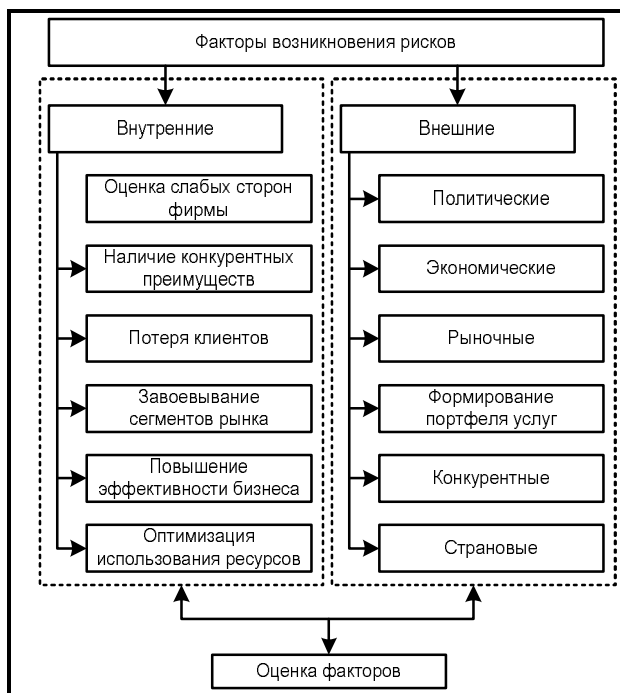 Факторы возникновения рисков
Внутренние
Оценка слабых сторон
фирмы
Наличие конкурентных
преимуществ
Потеря клиентов
Завоевывание
сегментов рынка
Повышение
эффективности бизнеса
Оптимизация
использования ресурсов
Внешние
Политические
Экономические
Рыночные
Формирование
портфеля услуг
Конкурентные
Страновые
Оценка факторов